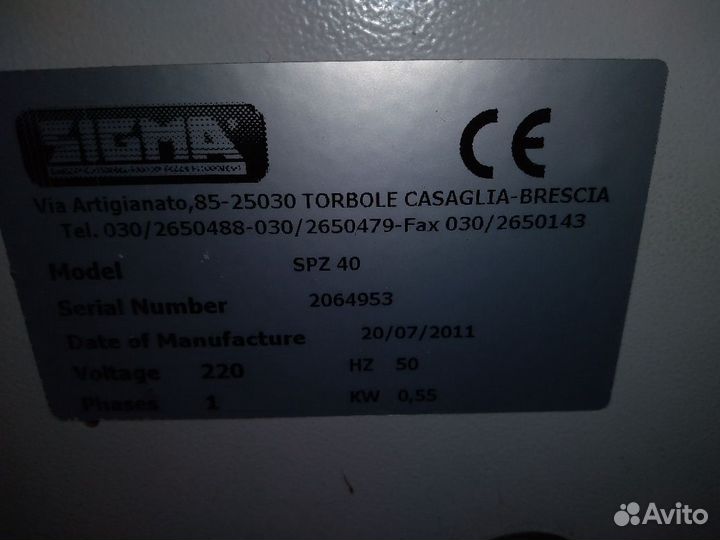 SIGMA
Via Artigianato,85-25030 TORBOLE CASAGLIA-BRESCIA
Tel. 030/2650488-030/2650479-Fax 030/2650143
Model SPZ 40
Serial Number 2064953
Date of Manufacture 20/07/2011
Voltage 220 HZ 50
Phases 1 KW 0,55
CE
Avito